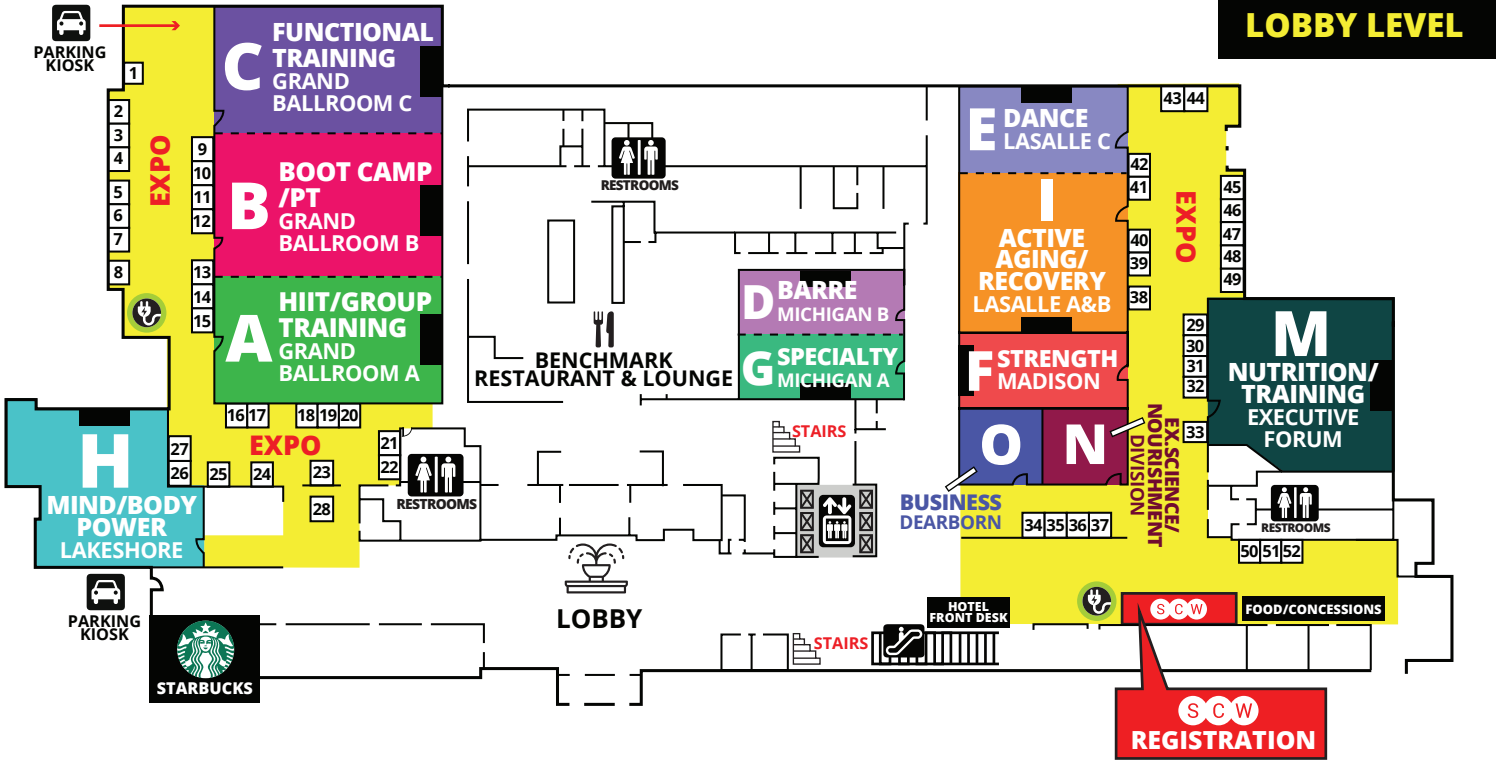 LOBBY LEVEL
PARKING
KIOSK
C
FUNCTIONAL
TRAINING
GRAND
BALLROOM C
1
2
3
4
5
6
7
8
EXPO
9
10
11
12
13
14
15
B
BOOT CAMP
/PT
GRAND
BALLROOM B
A
HIIT/GROUP
TRAINING
GRAND
BALLROOM A
16 17 18 19 20
EXPO
21
22
27
26 25 24 23
28
H
MIND/BODY
POWER
LAKESHORE
RESTROOMS
PARKING
KIOSK
STARBUCKS
RESTROOMS
BENCHMARK
RESTAURANT & LOUNGE
D
BARRE
MICHIGAN B
G
SPECIALTY
MICHIGAN A
STAIRS
LOBBY
STAIRS
HOTEL
FRONT DESK
E
DANCE
LASALLE C
I
ACTIVE
AGING/
RECOVERY
LASALLE A&B
F
STRENGTH
MADISON
O
N
BUSINESS
DEARBORN
EX.SCIENCE/
NOURISHMENT
DIVISION
43 44
42
41
40
39
38
EXPO
45
46
47
48
49
29
30
31
32
33
M
NUTRITION/
TRAINING
EXECUTIVE
FORUM
34 35 36 37
RESTROOMS
50 51 52
SCW
FOOD/CONCESSIONS
SCW
REGISTRATION